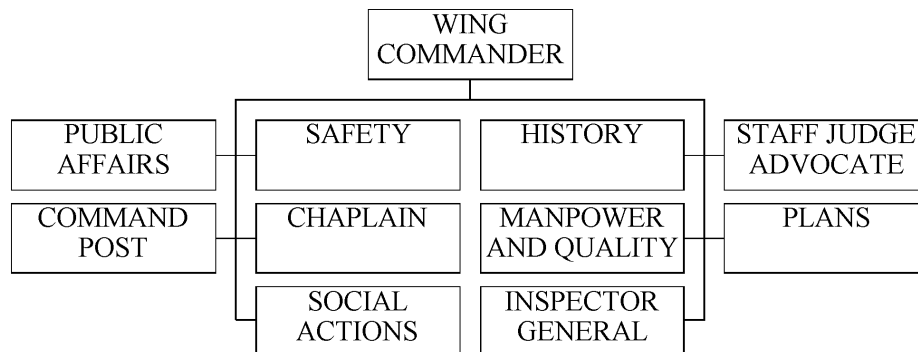 WING
COMMANDER
PUBLIC
AFFAIRS
SAFETY
HISTORY
STAFF JUDGE
ADVOCATE
COMMAND
POST
CHAPLAIN
MANPOWER
AND QUALITY
PLANS
SOCIAL
ACTIONS
INSPECTOR
GENERAL